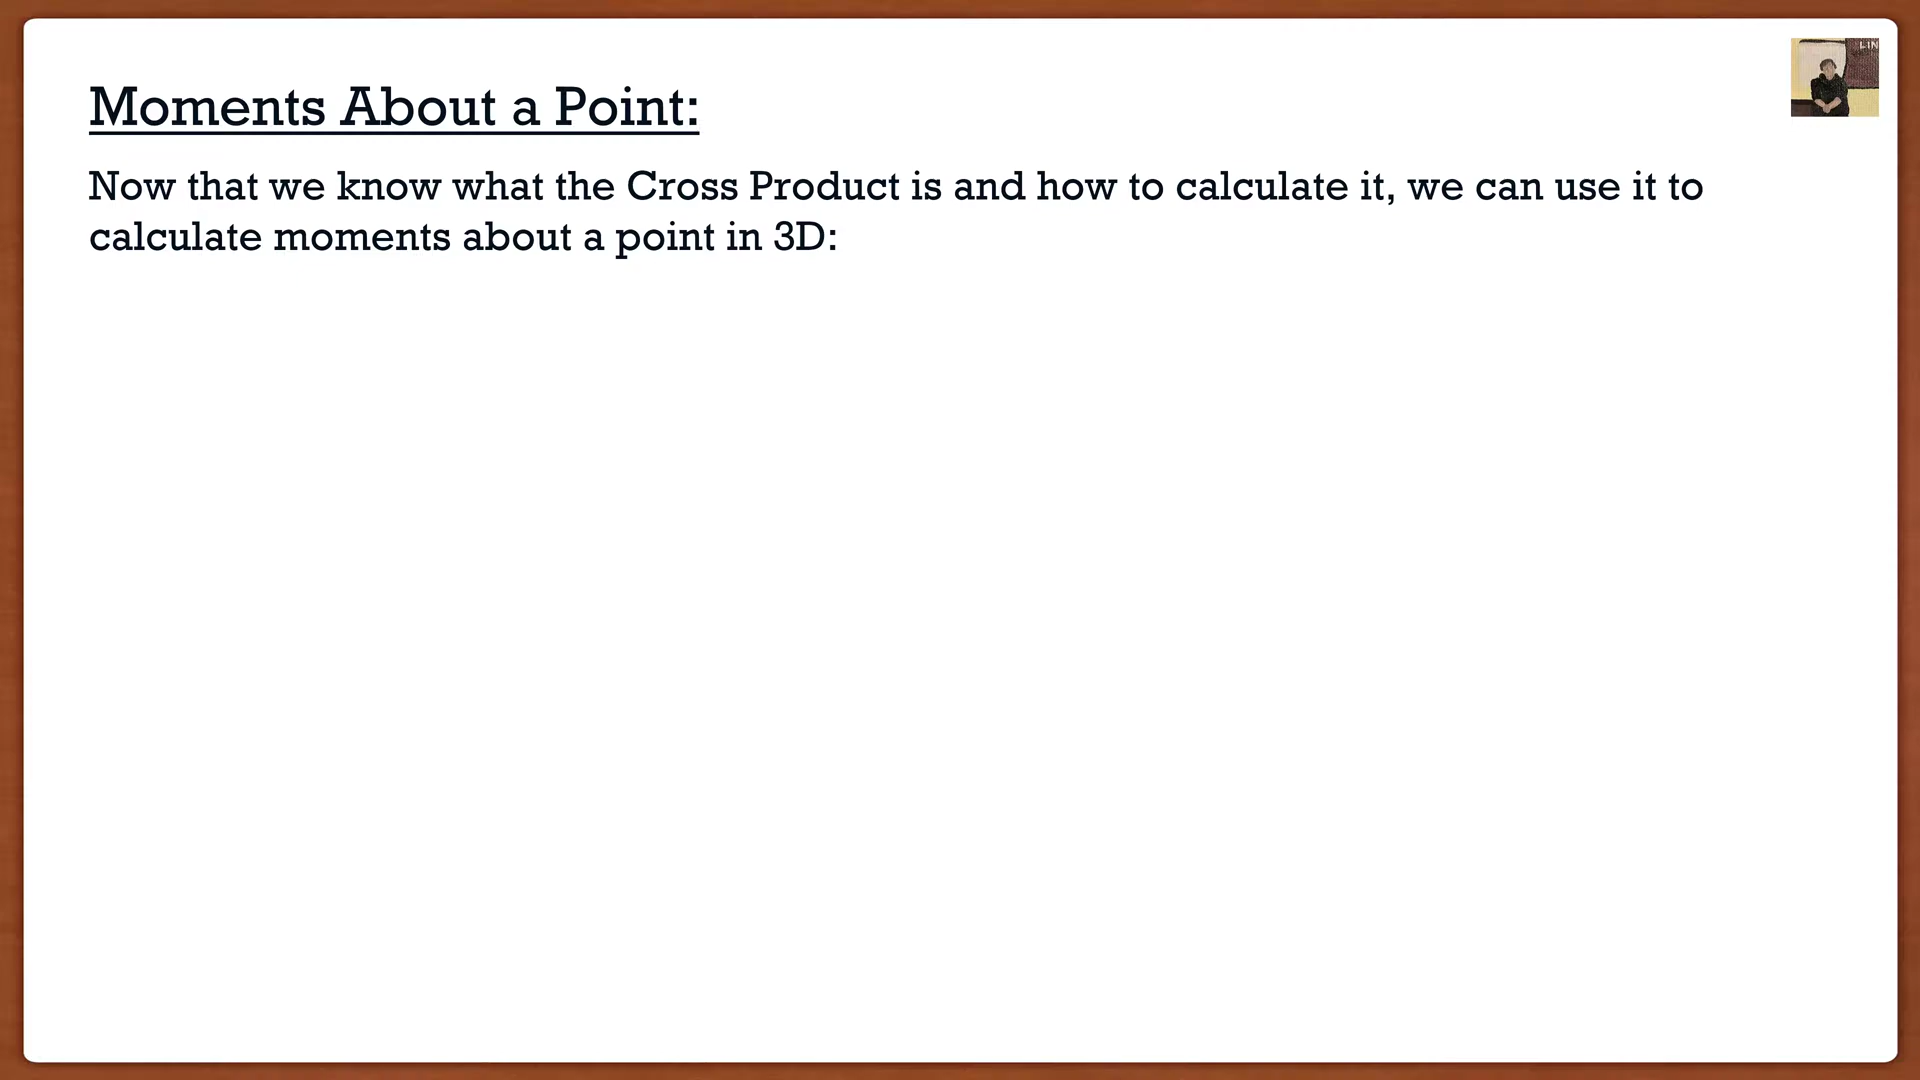 LIN
Moments About a Point:
Now that we know what the Cross Product is and how to calculate it, we can use it to
calculate moments about a point in 3D: